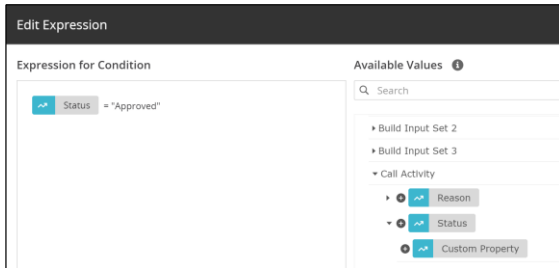 Edit Expression
Expression for Condition
Status = "Approved"
Available Values
Search
Build Input Set 2
Build Input Set 3
Call Activity
Reason
Status
Custom Property